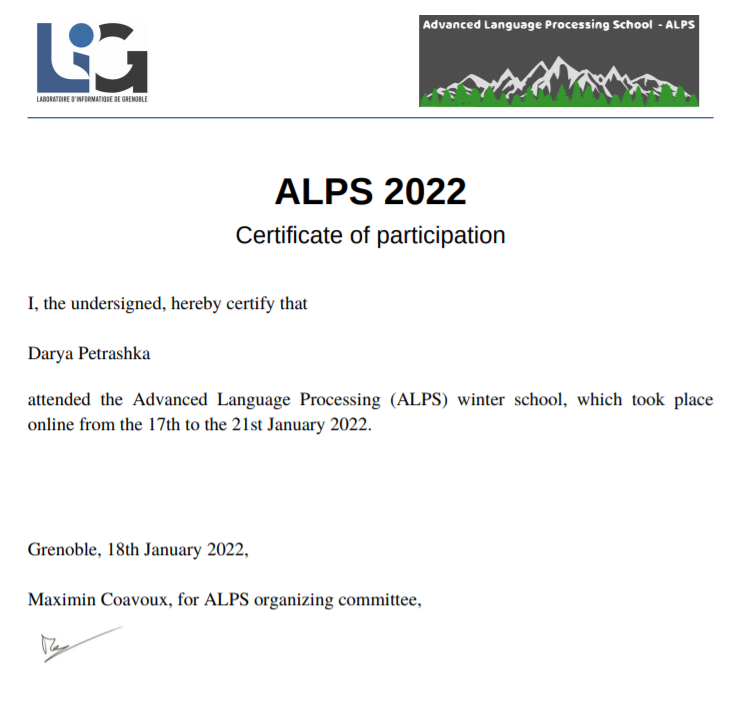 LIG
LABORATOIRE D'INFORMATIQUE DE GRENOBLE
Advanced Language Processing School - ALPS
ALPS 2022
Certificate of participation
I, the undersigned, hereby certify that
Darya Petrashka
attended the Advanced Language Processing (ALPS) winter school, which took place
online from the 17th to the 21st January 2022.
Grenoble, 18th January 2022,
Maximin Coavoux, for ALPS organizing committee,